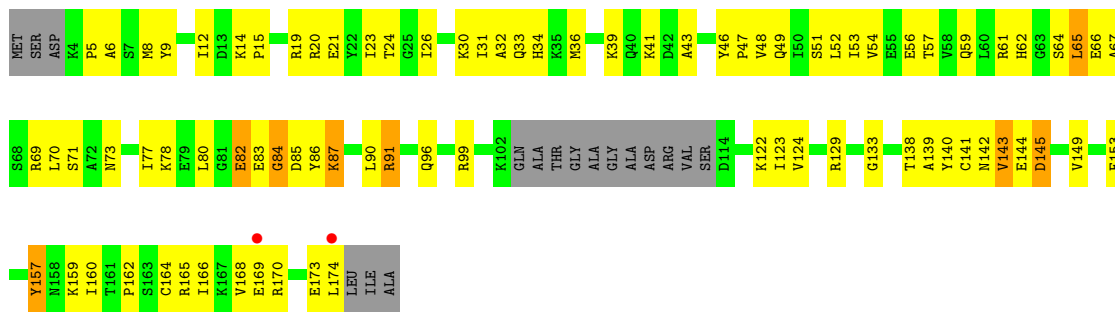 MET SER ASP K4 P5 A6 S7 M8 Y9 I12 D13 K14 P15 R19 R20 E21 Y22 I23 T24 G25 I26 K30 I31 A32 Q33 H34 K35 M36 K39 Q40 K41 D42 A43 Y46 P47 V48 Q49 I50 S51 L52 I53 V54 E55 E56 T57 V58 Q59 L60 R61 H62 G63 S64 L65 E66 A67
S68 R69 L70 S71 A72 N73 I77 K78 E79 L80 G81 E82 E83 G84 D85 Y86 K87 L90 R91 Q96 R99 K102 GLN ALA THR GLY ALA GLY ALA ASP ARG VAL SER D114 K122 I123 V124 R129 G133 T138 A139 Y140 C141 N142 V143 E144 D145 V149 E153
Y157 N158 K159 I160 T161 P162 S163 C164 R165 I166 K167 V168 E169 R170 E173 L174 LEU ILE ALA